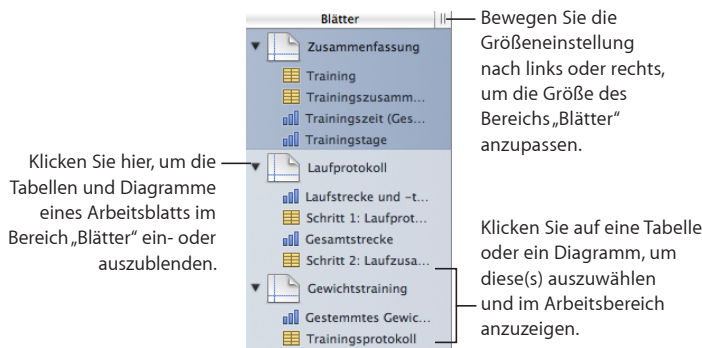 Blätter
Zusammenfassung
Training
Trainingszusamm...
Trainingszeit (Ges...
Trainingstage
Laufprotokoll
Laufstrecke und –t...
Schritt 1: Laufprot...
Gesamtstrecke
Schritt 2: Laufzusa...
Gewichtstraining
Gestemmtes Gewic...
Trainingsprotokoll
Klicken Sie hier, um die
Tabellen und Diagramme
eines Arbeitsblatts im
Bereich „Blätter“ ein- oder
auszublenden.
Bewegen Sie die
Größeneinstellung
nach links oder rechts,
um die Größe des
Bereichs „Blätter“
anzupassen.
Klicken Sie auf eine Tabelle
oder ein Diagramm, um
diese(s) auszuwählen
und im Arbeitsbereich
anzuzeigen.